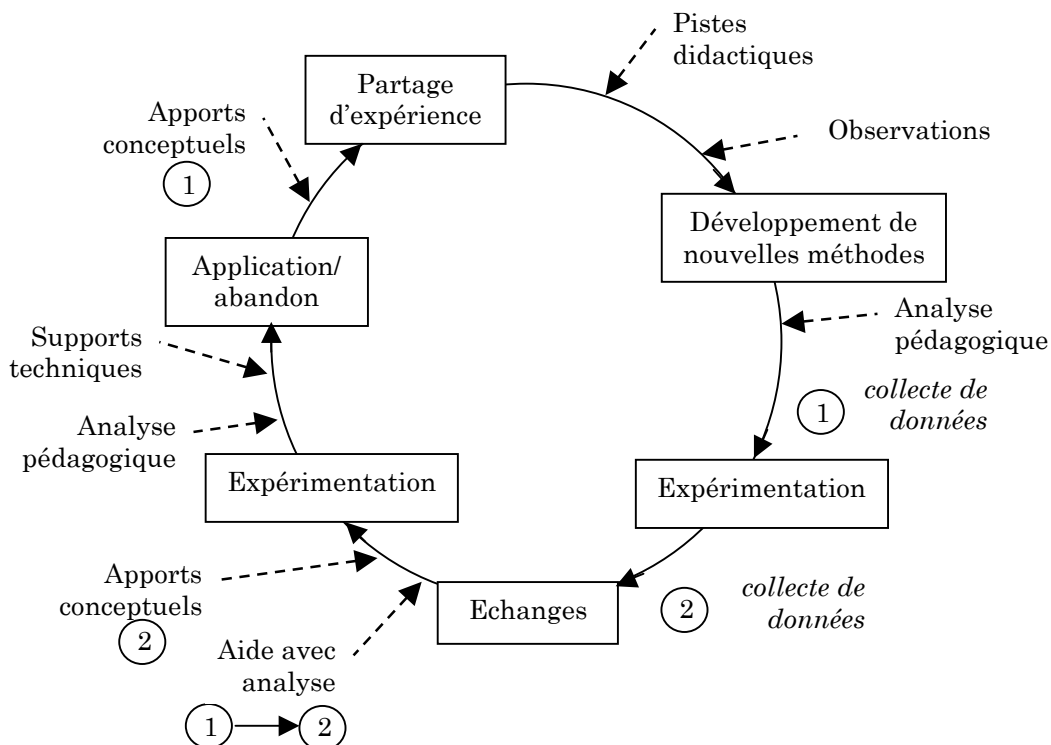 Pistes
didactiques
Partage
d'expérience
Apports
conceptuels
1
Observations
Développement de
nouvelles méthodes
Application/
abandon
Analyse
pédagogique
Supports
techniques
collecte de
données
1
Analyse
pédagogique
Expérimentation
Expérimentation
Apports
conceptuels
2
Echanges
2
collecte de
données
Aide avec
analyse
1
2